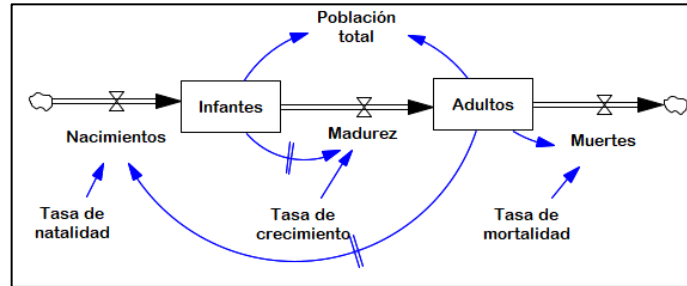 Población
total
Infantes
Adultos
Nacimientos
Madurez
Muertes
Tasa de
natalidad
Tasa de
crecimiento
Tasa de
mortalidad